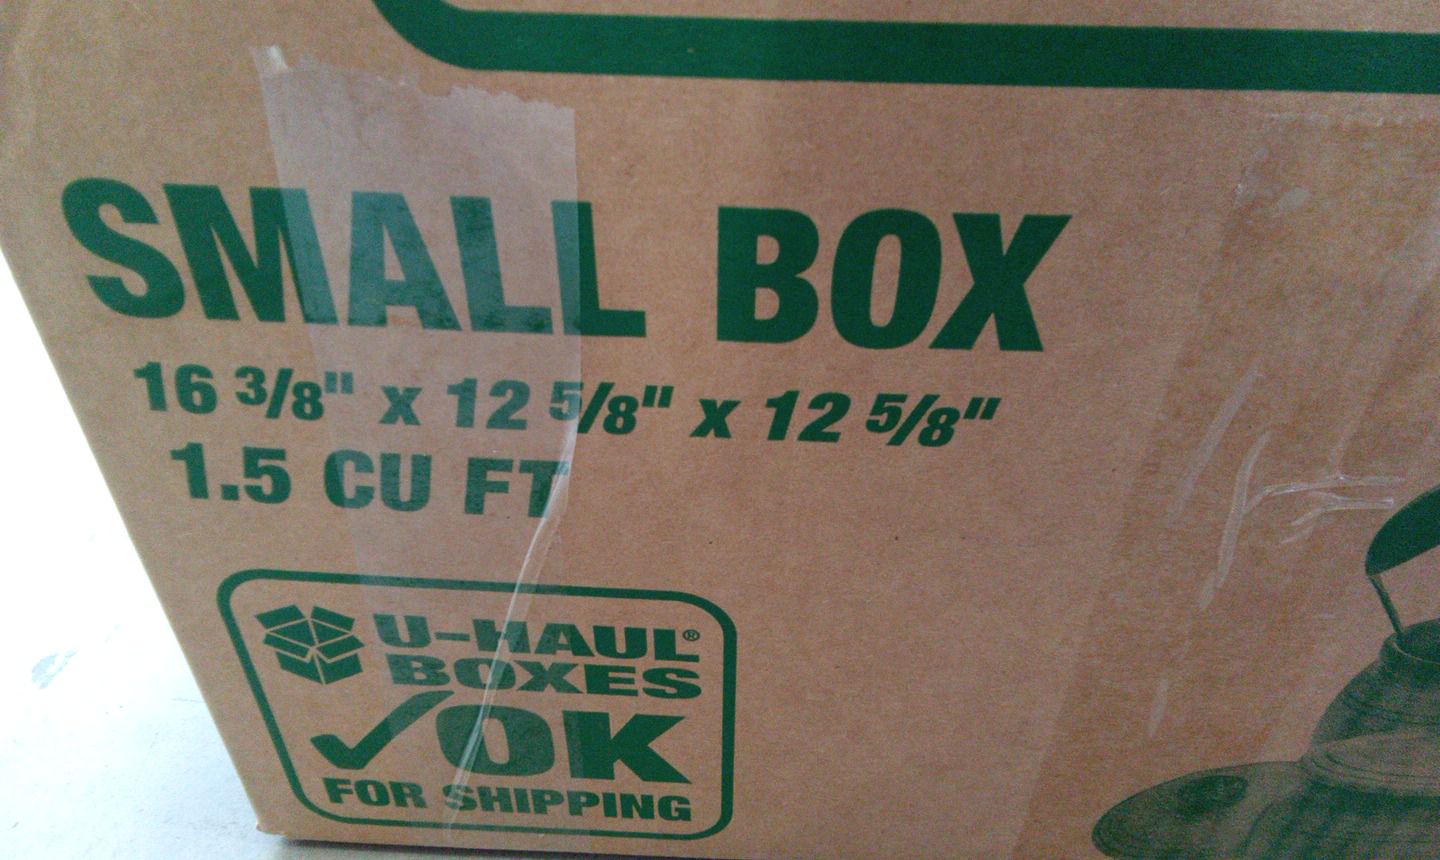 SMALL BOX
16 3/8" x 12 5/8" x 12 5/8"
1.5 CU FT
U-HAUL®
BOXES
✓OK
FOR SHIPPING